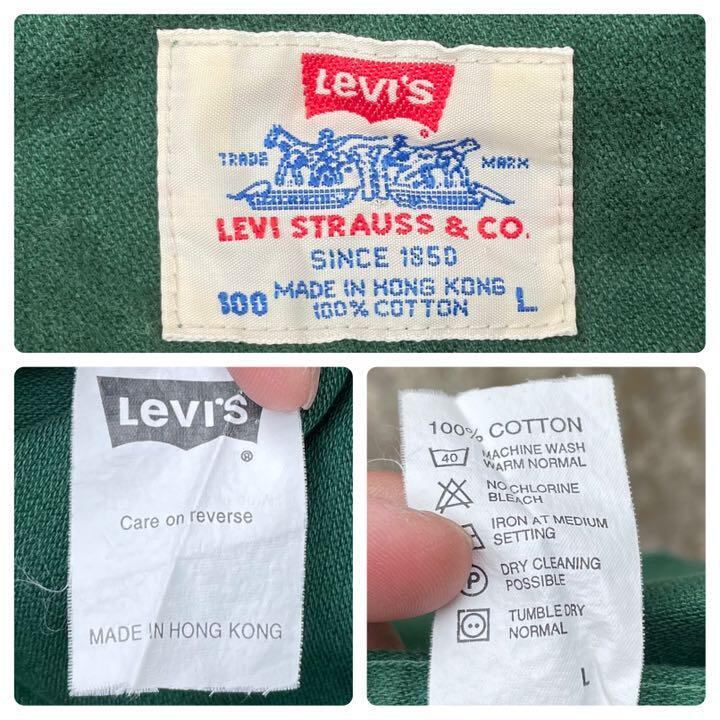 Levi's
®
TRADE MARK
LEVI STRAUSS & CO.
SINCE 1850
100 MADE IN HONG KONG L
100% COTTON
Levi's
®
Care on reverse
MADE IN HONG KONG
100% COTTON
40 MACHINE WASH
WARM NORMAL
NO CHLORINE
BLEACH
IRON AT MEDIUM
SETTING
P DRY CLEANING
POSSIBLE
TUMBLE DRY
NORMAL
L